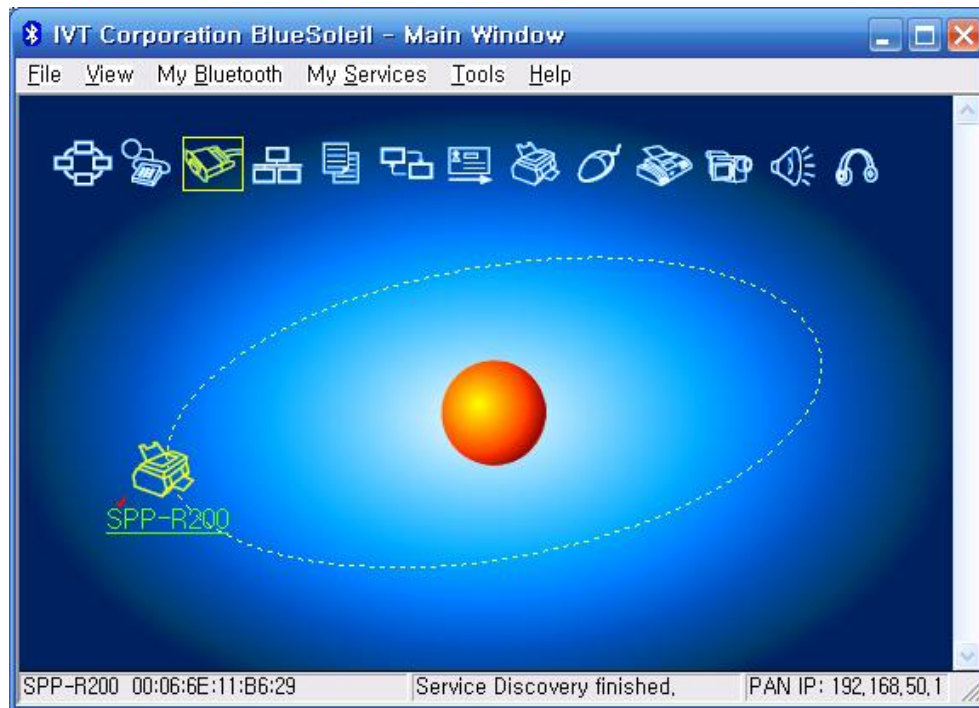 IVT Corporation BlueSoleil - Main Window
File View My Bluetooth My Services Tools Help
SPP-R200
SPP-R200 00:06:6E:11:B6:29 Service Discovery finished, PAN IP: 192,168,50,1